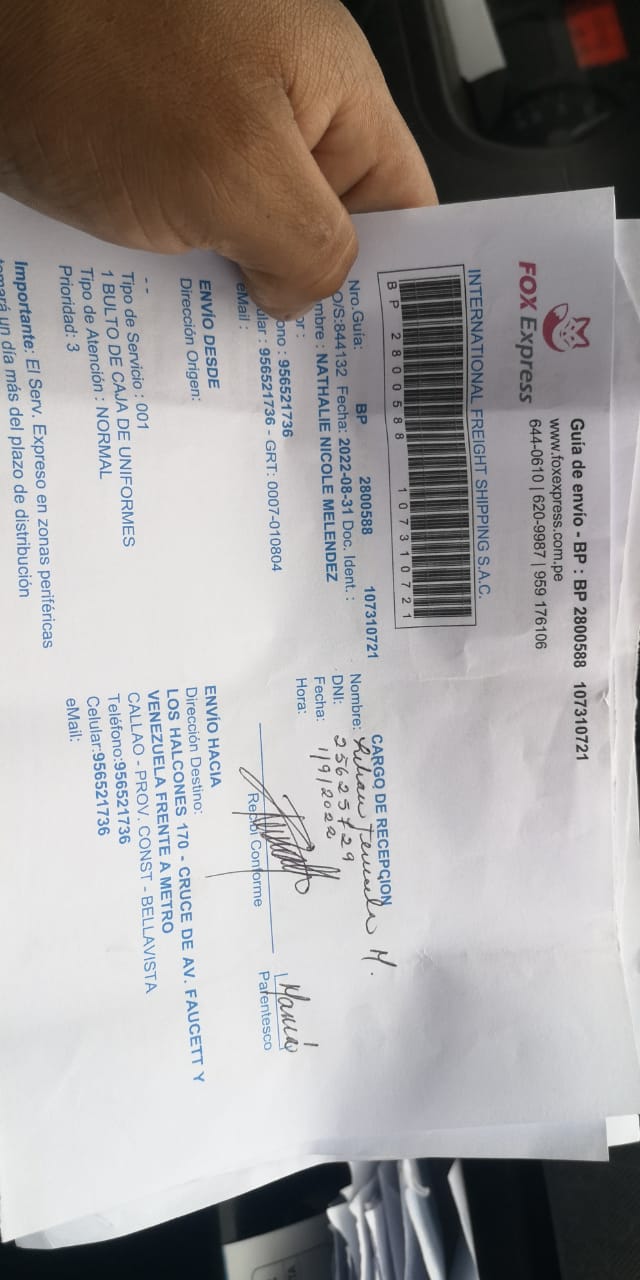 FOX Express
Guía de envío - BP : BP 2800588 107310721
www.foxexpress.com.pe
644-0610 | 620-9987 | 959 176106
INTERNATIONAL FREIGHT SHIPPING S.A.C.
BP 2800588 107310721
Nro.Guia: BP 2800588 107310721
O/S:844132 Fecha: 2022-08-31 Doc. Ident. :
mbre : NATHALIE NICOLE MELENDEZ
or :
ono : 956521736
ular : 956521736 - GRT: 0007-010804
eMail :
ENVÍO DESDE
Dirección Origen:
- -
Tipo de Servicio : 001
1 BULTO DE CAJA DE UNIFORMES
Tipo de Atención : NORMAL
Prioridad: 3
Importante: El Serv. Expreso en zonas periféricas
tomará un día más del plazo de distribución
CARGO DE RECEPCION
Nombre: M.
DNI: 25625729
Fecha: 1/9/2022
Hora:
Recibi Conforme
Mamá
Parentesco
ENVÍO HACIA
Dirección Destino:
LOS HALCONES 170 - CRUCE DE AV. FAUCETT Y
VENEZUELA FRENTE A METRO
CALLAO - PROV. CONST - BELLAVISTA
Teléfono:956521736
Celular:956521736
eMail: